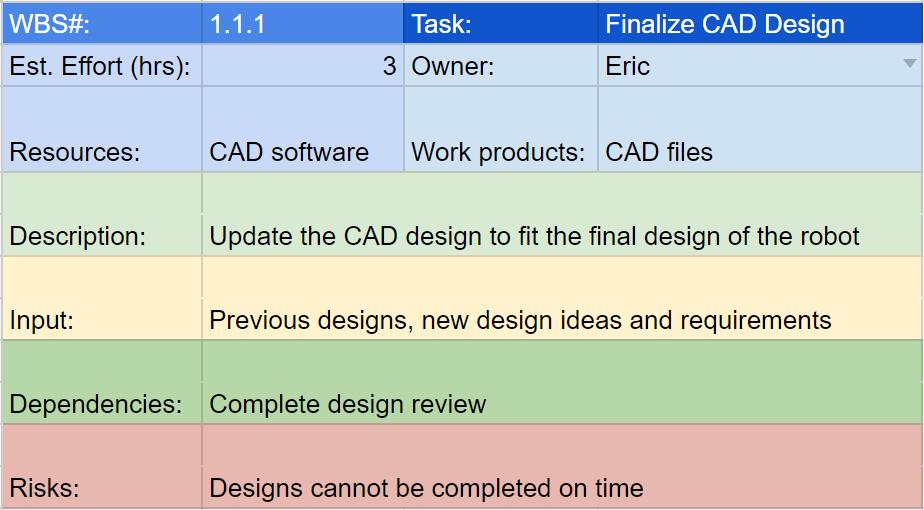 WBS#: 1.1.1 Task: Finalize CAD Design
Est. Effort (hrs): 3 Owner: Eric
Resources: CAD software Work products: CAD files
Description: Update the CAD design to fit the final design of the robot
Input: Previous designs, new design ideas and requirements
Dependencies: Complete design review
Risks: Designs cannot be completed on time